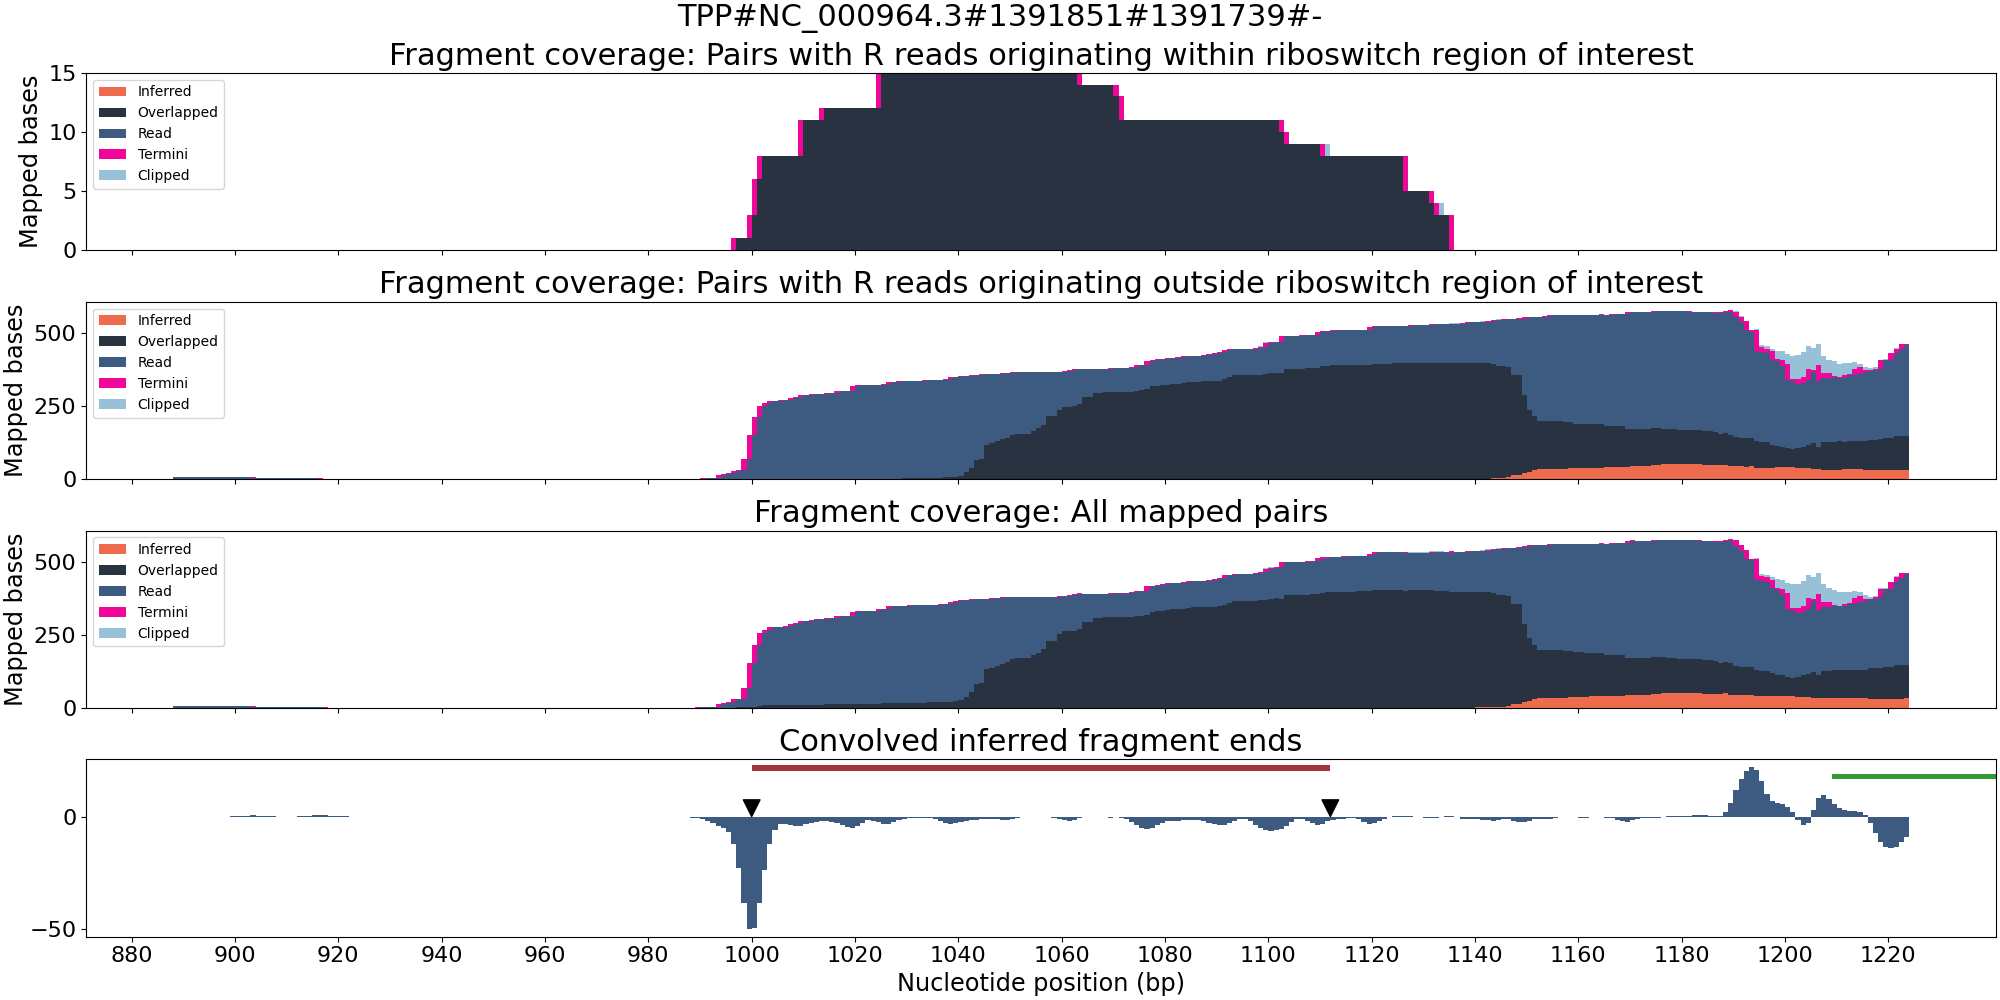 TPP#NC_000964.3#1391851#1391739#-
Fragment coverage: Pairs with R reads originating within riboswitch region of interest
Mapped bases
15
10
5
0
Inferred
Overlapped
Read
Termini
Clipped
Fragment coverage: Pairs with R reads originating outside riboswitch region of interest
Mapped bases
500
250
0
Inferred
Overlapped
Read
Termini
Clipped
Fragment coverage: All mapped pairs
Mapped bases
500
250
0
Inferred
Overlapped
Read
Termini
Clipped
Convolved inferred fragment ends
0
−50
880 900 920 940 960 980 1000 1020 1040 1060 1080 1100 1120 1140 1160 1180 1200 1220
Nucleotide position (bp)